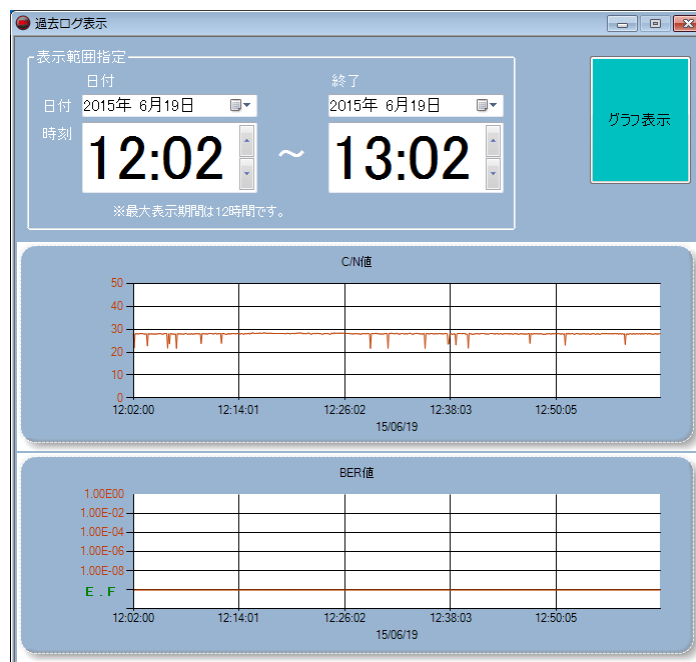 過去ログ表示
表示範囲指定
日付 終了
日付 2015年 6月19日 2015年 6月19日
時刻 12:02 ～ 13:02
※最大表示期間は12時間です。
グラフ表示
C/N値
50
40
30
20
10
0
12:02:00 12:14:01 12:26:02 12:38:03 12:50:05
15/06/19
BER値
1.00E00
1.00E-02
1.00E-04
1.00E-06
1.00E-08
E.F
12:02:00 12:14:01 12:26:02 12:38:03 12:50:05
15/06/19